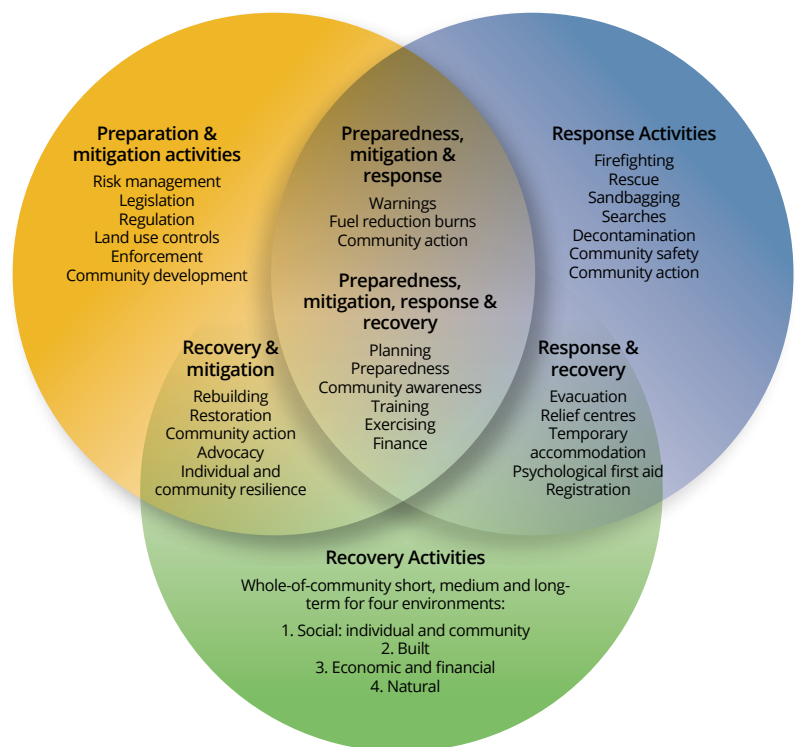 Preparation &
mitigation activities
Risk management
Legislation
Regulation
Land use controls
Enforcement
Community development
Preparedness,
mitigation &
response
Warnings
Fuel reduction burns
Community action
Response Activities
Firefighting
Rescue
Sandbagging
Searches
Decontamination
Community safety
Community action
Preparedness,
mitigation, response &
recovery
Planning
Preparedness
Community awareness
Training
Exercising
Finance
Recovery &
mitigation
Rebuilding
Restoration
Community action
Advocacy
Individual and
community resilience
Response &
recovery
Evacuation
Relief centres
Temporary
accommodation
Psychological first aid
Registration
Recovery Activities
Whole-of-community short, medium and long-
term for four environments:
1. Social: individual and community
2. Built
3. Economic and financial
4. Natural